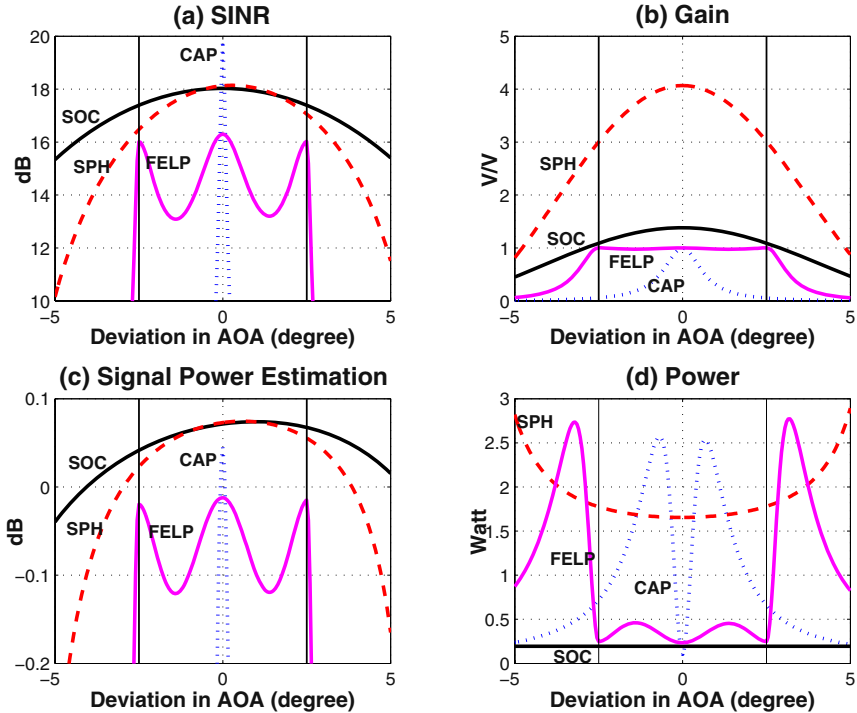 (a) SINR
20
18
16
14
12
10
dB
CAP
SOC
SPH
FELP
−5
0
5
Deviation in AOA (degree)
(b) Gain
5
4
3
2
1
0
V/V
SPH
SOC
FELP
CAP
−5
0
5
Deviation in AOA (degree)
(c) Signal Power Estimation
0.1
0
−0.1
−0.2
dB
CAP
SOC
SPH
FELP
−5
0
5
Deviation in AOA (degree)
(d) Power
3
2.5
2
1.5
1
0.5
0
Watt
SPH
FELP
CAP
SOC
−5
0
5
Deviation in AOA (degree)